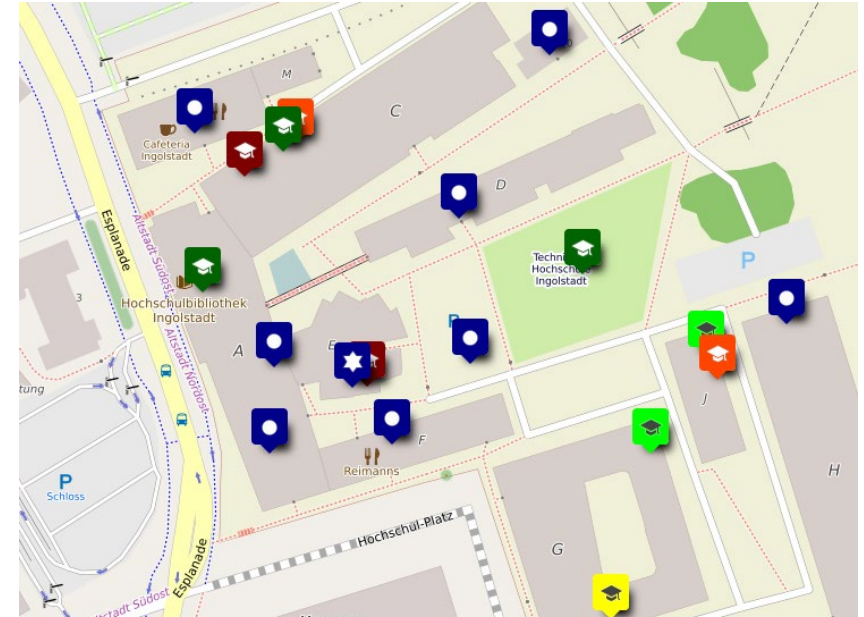 M
C
Cafeteria
Ingolstadt
D
Esplanade
Altstadt Südost
Altstadt Nordost
3
Hochschulbibliothek
Ingolstadt
Hochschule
Ingolstadt
P
A
E
J
H
F
Reimanns
P
Schloss
Hochschul-Platz
G
Esplanade
Altstadt Südost